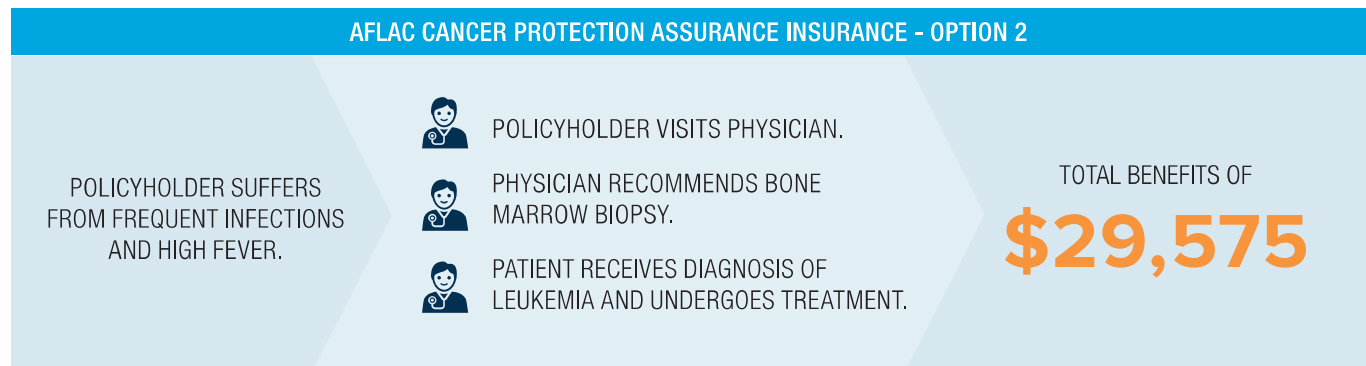 AFLAC CANCER PROTECTION ASSURANCE INSURANCE - OPTION 2
POLICYHOLDER SUFFERS
FROM FREQUENT INFECTIONS
AND HIGH FEVER.
POLICYHOLDER VISITS PHYSICIAN.
PHYSICIAN RECOMMENDS BONE
MARROW BIOPSY.
PATIENT RECEIVES DIAGNOSIS OF
LEUKEMIA AND UNDERGOES TREATMENT.
TOTAL BENEFITS OF
$29,575